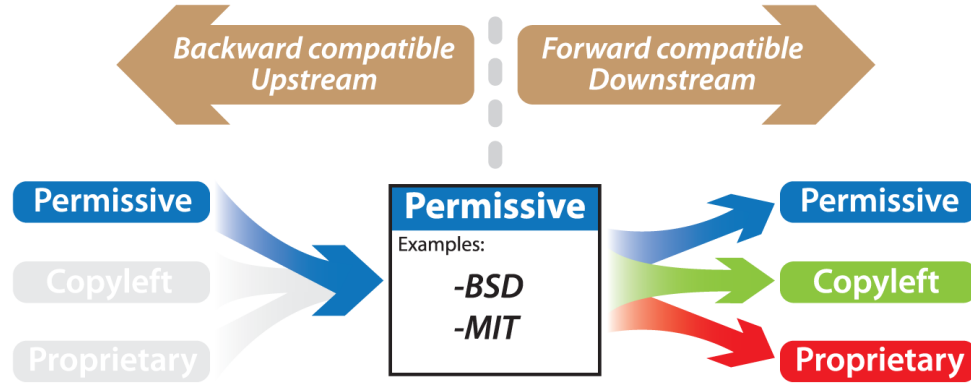 Backward compatible
Upstream
Forward compatible
Downstream
Permissive
Copyleft
Proprietary
Permissive
Examples:
-BSD
-MIT
Permissive
Copyleft
Proprietary